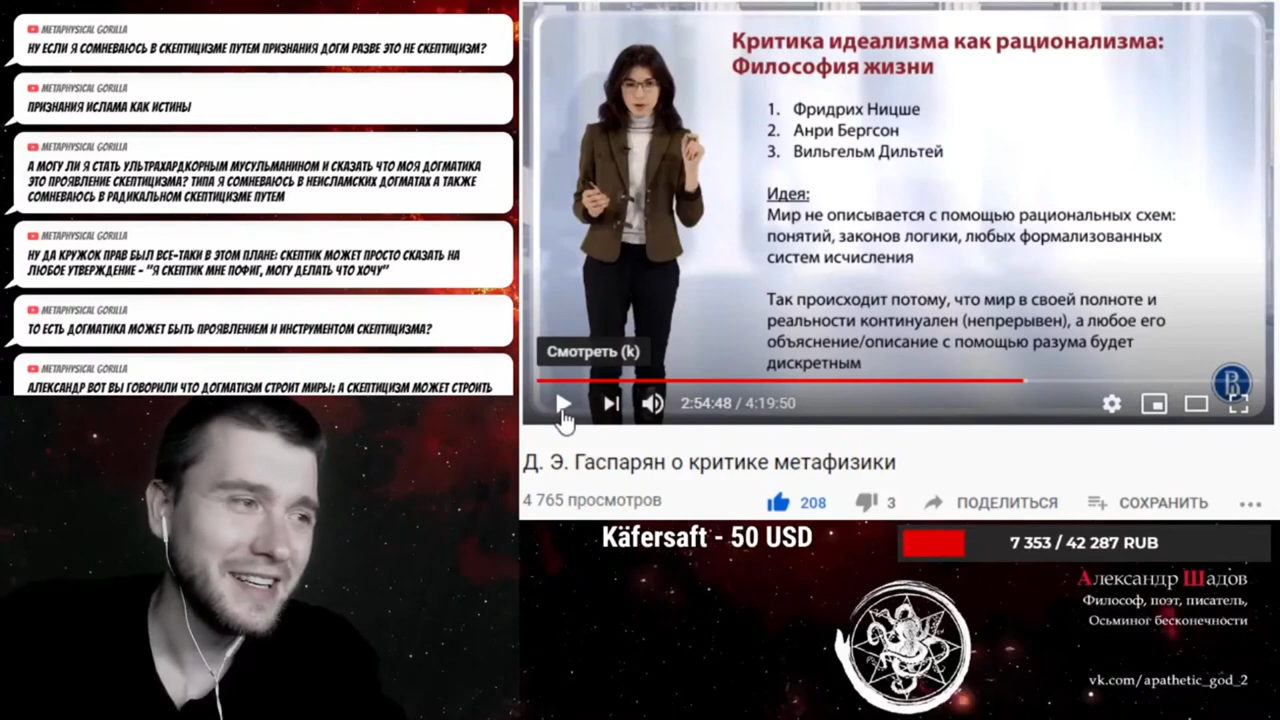 METAPHYSICAL GORILLA
НУ ЕСЛИ Я СОМНЕВАЮСЬ В СКЕПТИЦИЗМЕ ПУТЕМ ПРИЗНАНИЯ ДОГМ РАЗВЕ ЭТО НЕ СКЕПТИЦИЗМ?
METAPHYSICAL GORILLA
ПРИЗНАНИЯ ИСЛАМА КАК ИСТИНЫ
METAPHYSICAL GORILLA
А МОГУ ЛИ Я СТАТЬ УЛЬТРАХАРДКОРНЫМ МУСУЛЬМАНИНОМ И СКАЗАТЬ ЧТО МОЯ ДОГМАТИКА
ЭТО ПРОЯВЛЕНИЕ СКЕПТИЦИЗМА? ТИПА Я СОМНЕВАЮСЬ В НЕИСЛАМСКИХ ДОГМАТАХ А ТАКЖЕ
СОМНЕВАЮСЬ В РАДИКАЛЬНОМ СКЕПТИЦИЗМЕ ПУТЕМ
METAPHYSICAL GORILLA
НУ ДА КРУЖОК ПРАВ БЫЛ ВСЕ-ТАКИ В ЭТОМ ПЛАНЕ: СКЕПТИК МОЖЕТ ПРОСТО СКАЗАТЬ НА
ЛЮБОЕ УТВЕРЖДЕНИЕ - "Я СКЕПТИК МНЕ ПОФИГ, МОГУ ДЕЛАТЬ ЧТО ХОЧУ"
METAPHYSICAL GORILLA
ТО ЕСТЬ ДОГМАТИКА МОЖЕТ БЫТЬ ПРОЯВЛЕНИЕМ И ИНСТРУМЕНТОМ СКЕПТИЦИЗМА?
METAPHYSICAL GORILLA
АЛЕКСАНДР ВОТ ВЫ ГОВОРИЛИ ЧТО ДОГМАТИЗМ СТРОИТ МИРЫ; А СКЕПТИЦИЗМ МОЖЕТ СТРОИТЬ
Критика идеализма как рационализма:
Философия жизни
1. Фридрих Ницше
2. Анри Бергсон
3. Вильгельм Дильтей
Идея:
Мир не описывается с помощью рациональных схем:
понятий, законов логики, любых формализованных
систем исчисления
Так происходит потому, что мир в своей полноте и
реальности континуален (непрерывен), а любое его
объяснение/описание с помощью разума будет
дискретным
Смотреть (k)
2:54:48 / 4:19:50
Д. Э. Гаспарян о критике метафизики
4 765 просмотров
208
3
ПОДЕЛИТЬСЯ
СОХРАНИТЬ
Käfersaft - 50 USD
7 353 / 42 287 RUB
Александр Шадов
Философ, поэт, писатель,
Осьминог бесконечности
vk.com/apathetic_god_2